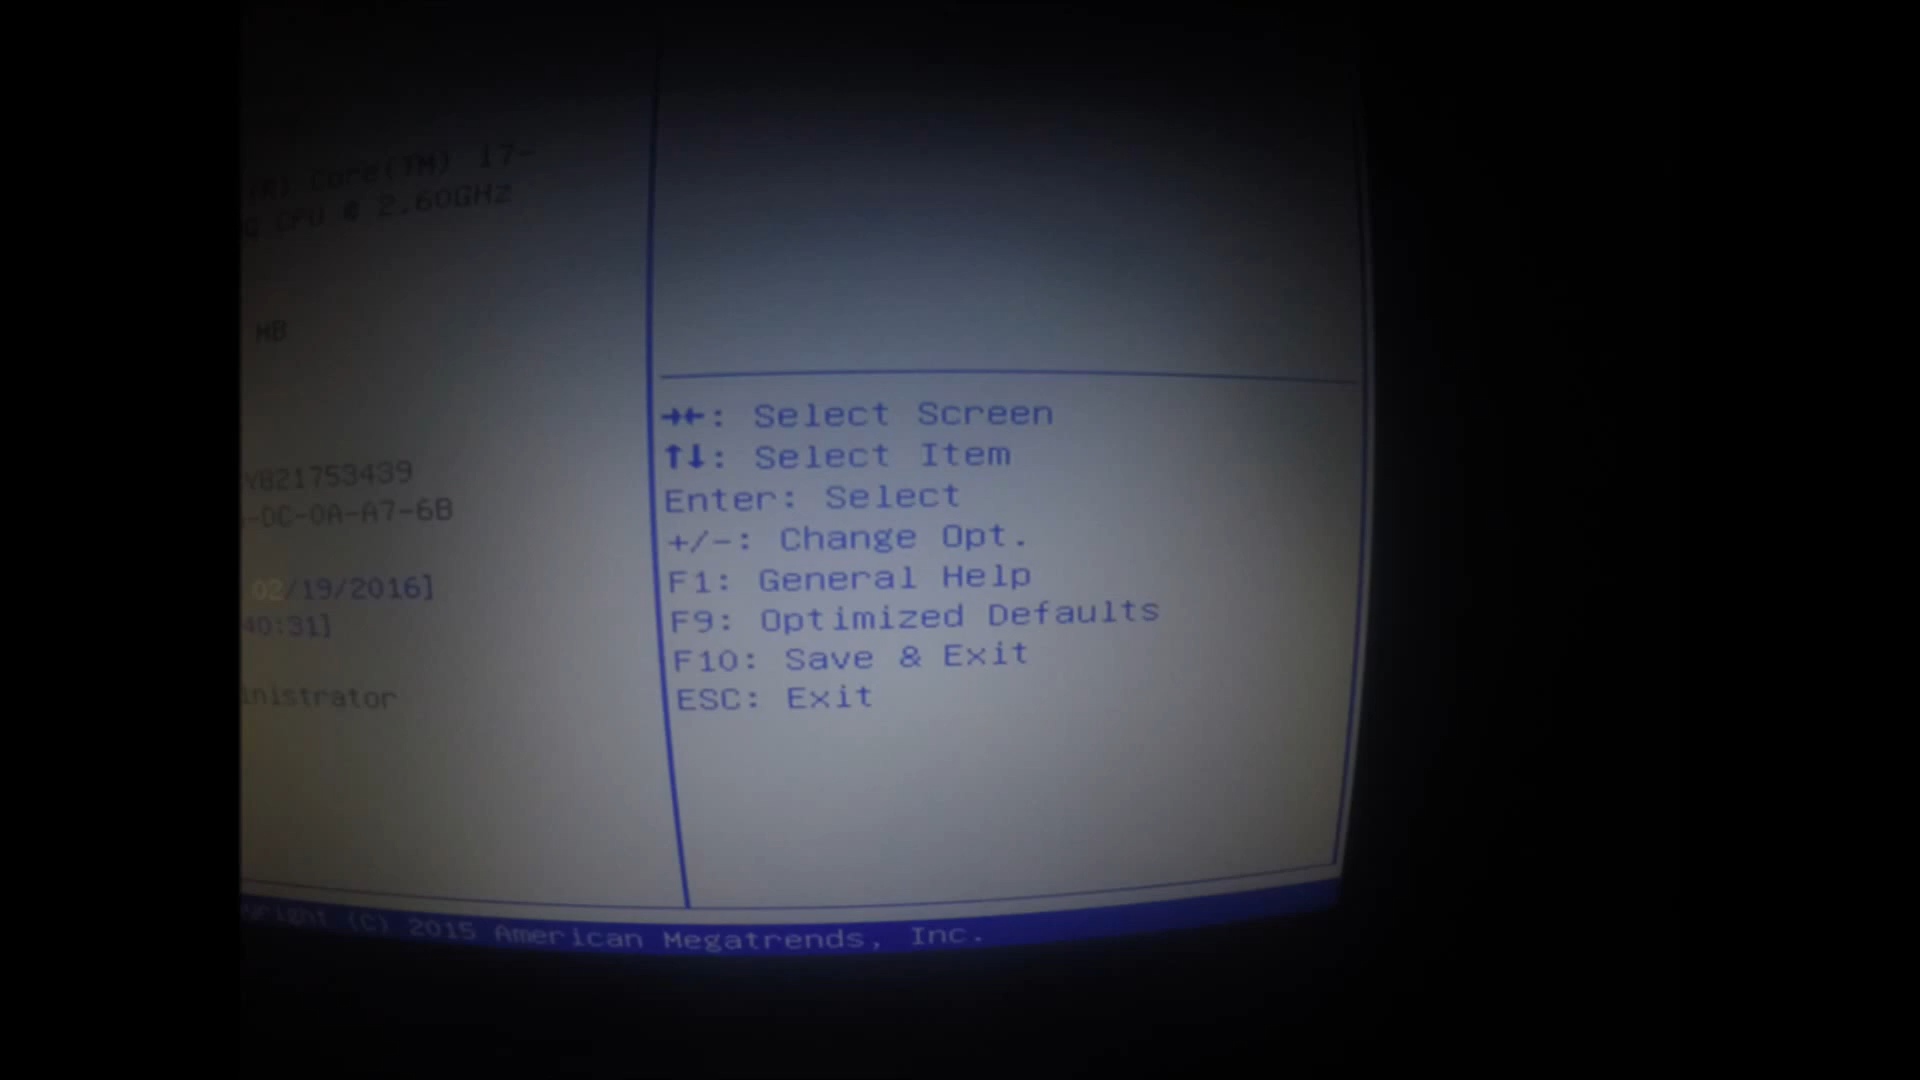 (R) Core(TM) i7-
Q CPU @ 2.60GHz
MB
VB21753439
-DC-0A-A7-6B
02/19/2016]
40:31]
inistrator
→←: Select Screen
↑↓: Select Item
Enter: Select
+/-: Change Opt.
F1: General Help
F9: Optimized Defaults
F10: Save & Exit
ESC: Exit
yright (C) 2015 American Megatrends, Inc.